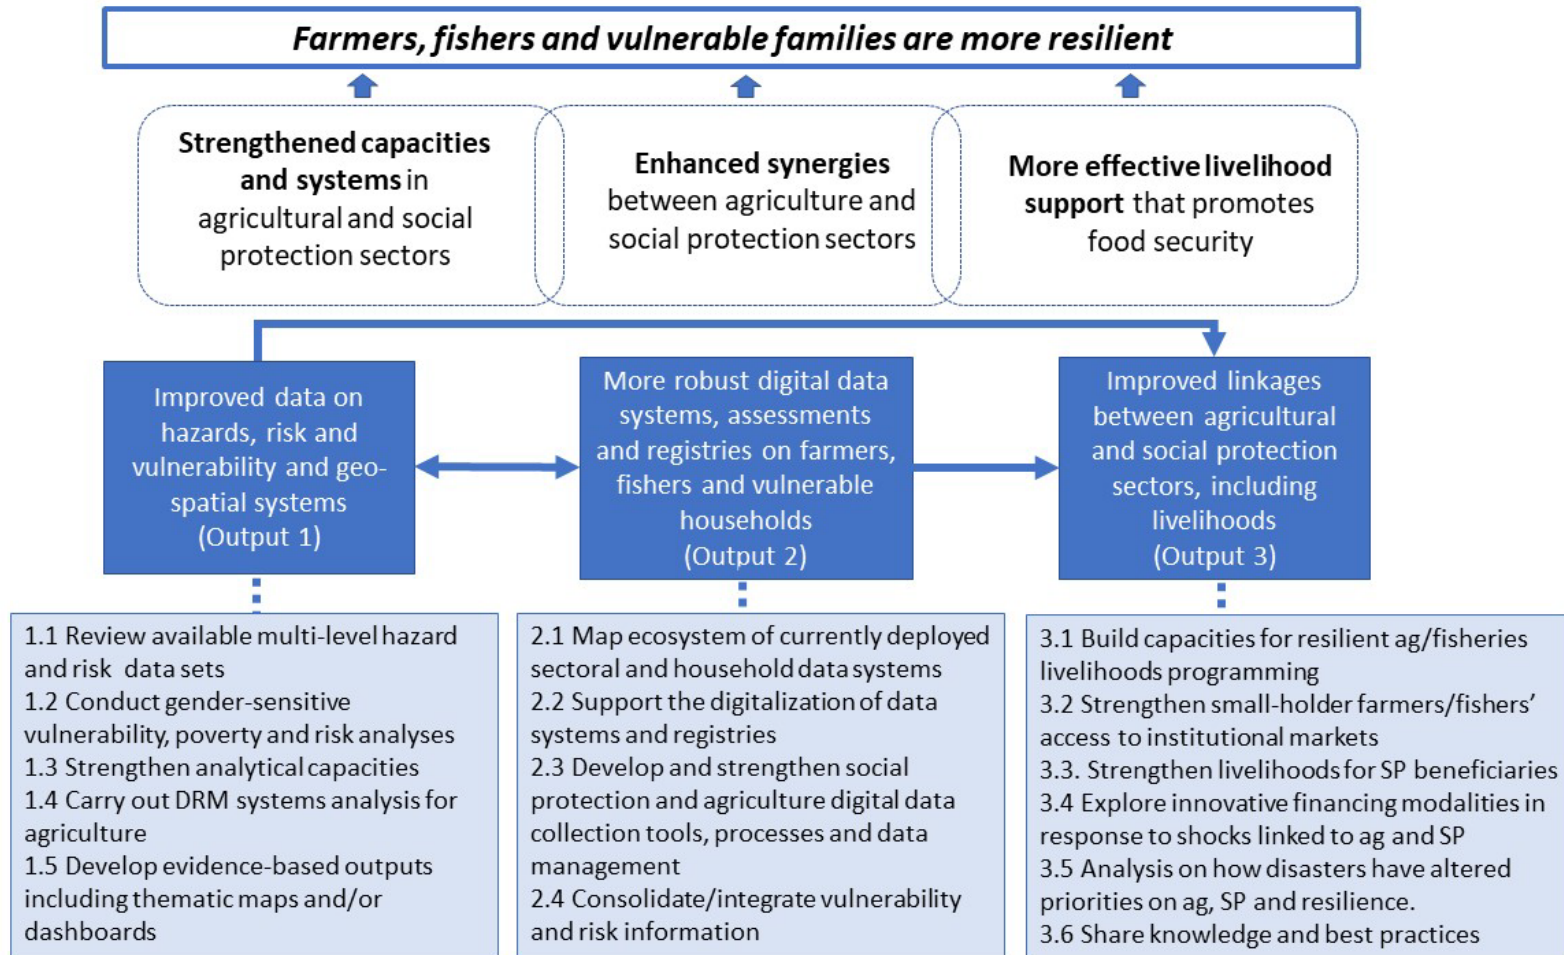 Farmers, fishers and vulnerable families are more resilient
Strengthened capacities
and systems in
agricultural and social
protection sectors
Enhanced synergies
between agriculture and
social protection sectors
More effective livelihood
support that promotes
food security
Improved data on
hazards, risk and
vulnerability and geo-
spatial systems
(Output 1)
More robust digital data
systems, assessments
and registries on farmers,
fishers and vulnerable
households
(Output 2)
Improved linkages
between agricultural
and social protection
sectors, including
livelihoods
(Output 3)
1.1 Review available multi-level hazard
and risk data sets
1.2 Conduct gender-sensitive
vulnerability, poverty and risk analyses
1.3 Strengthen analytical capacities
1.4 Carry out DRM systems analysis for
agriculture
1.5 Develop evidence-based outputs
including thematic maps and/or
dashboards
2.1 Map ecosystem of currently deployed
sectoral and household data systems
2.2 Support the digitalization of data
systems and registries
2.3 Develop and strengthen social
protection and agriculture digital data
collection tools, processes and data
management
2.4 Consolidate/integrate vulnerability
and risk information
3.1 Build capacities for resilient ag/fisheries
livelihoods programming
3.2 Strengthen small-holder farmers/fishers’
access to institutional markets
3.3. Strengthen livelihoods for SP beneficiaries
3.4 Explore innovative financing modalities in
response to shocks linked to ag and SP
3.5 Analysis on how disasters have altered
priorities on ag, SP and resilience.
3.6 Share knowledge and best practices